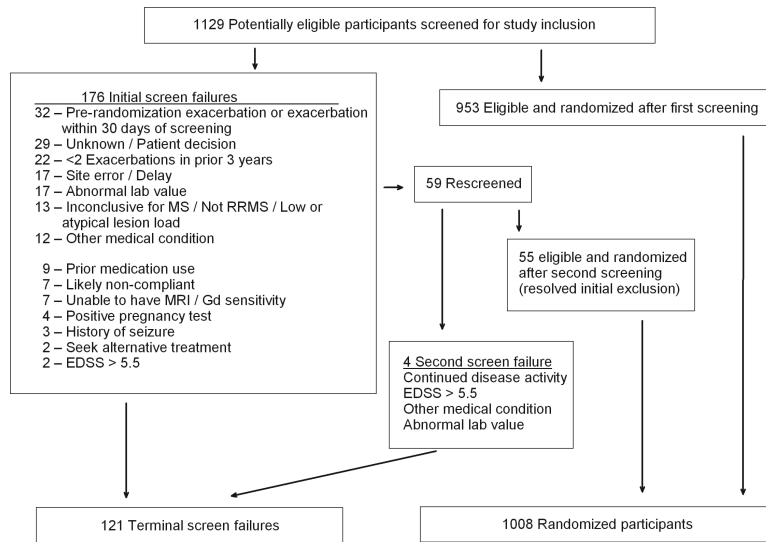 1129 Potentially eligible participants screened for study inclusion
176 Initial screen failures
32 – Pre-randomization exacerbation or exacerbation
within 30 days of screening
29 – Unknown / Patient decision
22 – <2 Exacerbations in prior 3 years
17 – Site error / Delay
17 – Abnormal lab value
13 – Inconclusive for MS / Not RRMS / Low or
atypical lesion load
12 – Other medical condition
9 – Prior medication use
7 – Likely non-compliant
7 – Unable to have MRI / Gd sensitivity
4 – Positive pregnancy test
3 – History of seizure
2 – Seek alternative treatment
2 – EDSS > 5.5
953 Eligible and randomized after first screening
59 Rescreened
55 eligible and randomized
after second screening
(resolved initial exclusion)
4 Second screen failure
Continued disease activity
EDSS > 5.5
Other medical condition
Abnormal lab value
121 Terminal screen failures
1008 Randomized participants